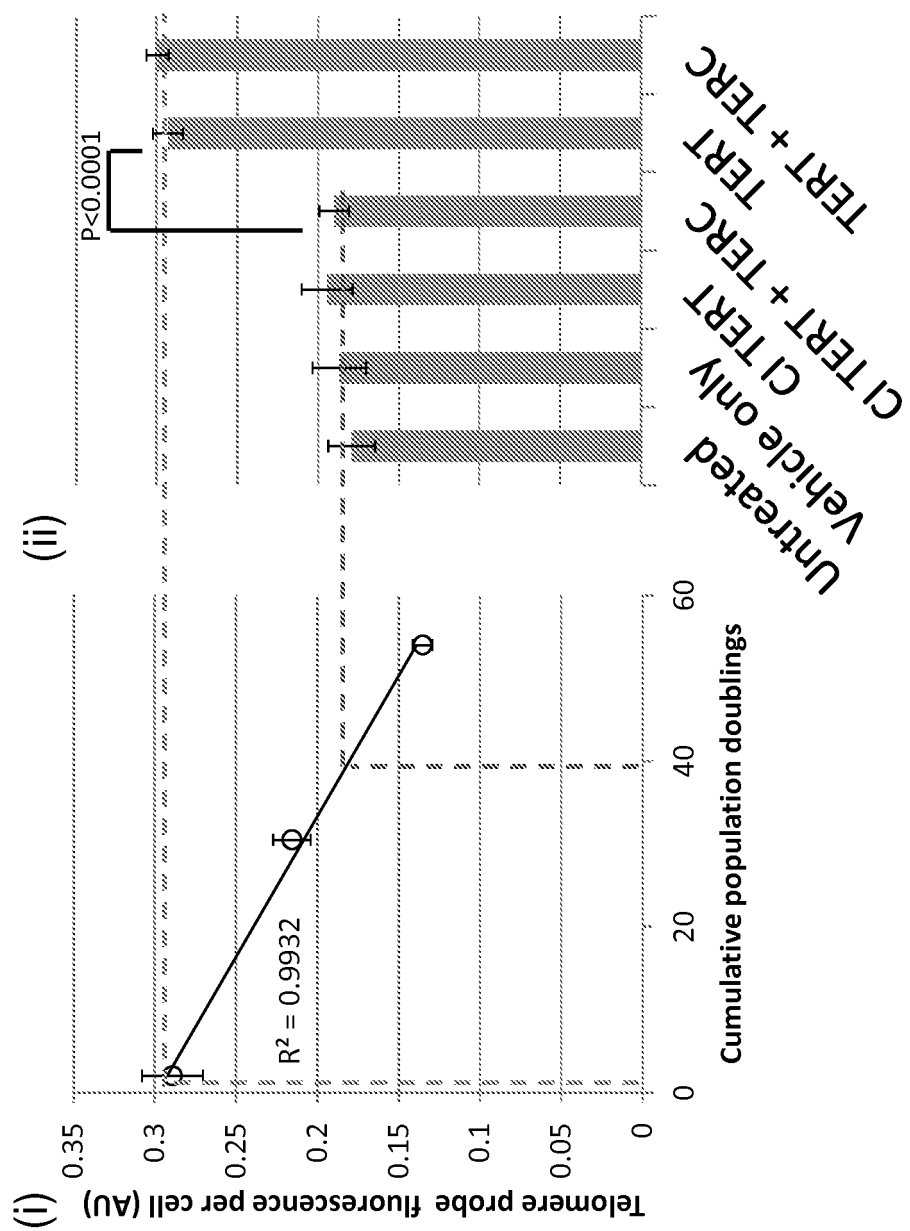 (i)
Telomere probe fluorescence per cell (AU)
0.35
0.3
0.25
0.2
0.15
0.1
0.05
0
R² = 0.9932
0
20
40
60
Cumulative population doublings
(ii)
P<0.0001
Untreated
Vehicle only
CI TERT
CI TERT + TERC
TERT
TERT + TERC